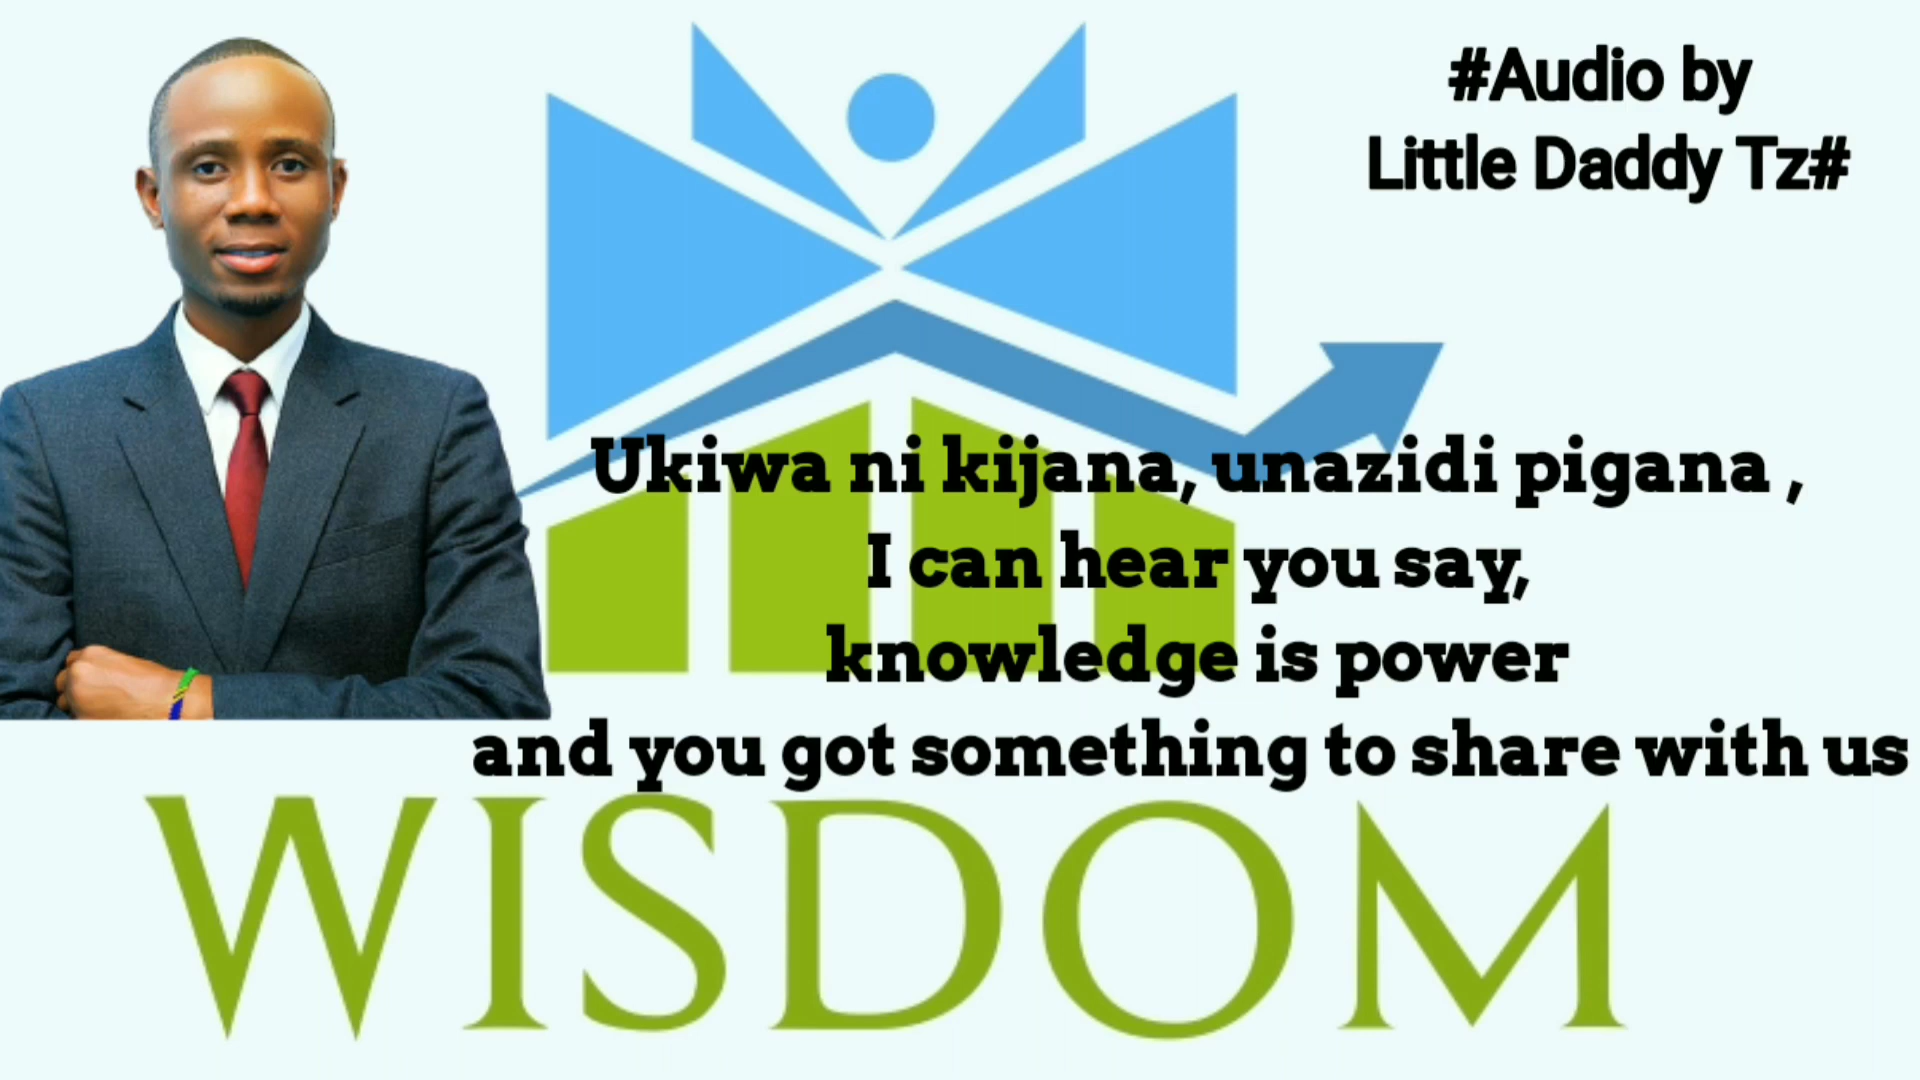 #Audio by
Little Daddy Tz#
Ukiwa ni kijana, unazidi pigana ,
I can hear you say,
knowledge is power
and you got something to share with us
WISDOM